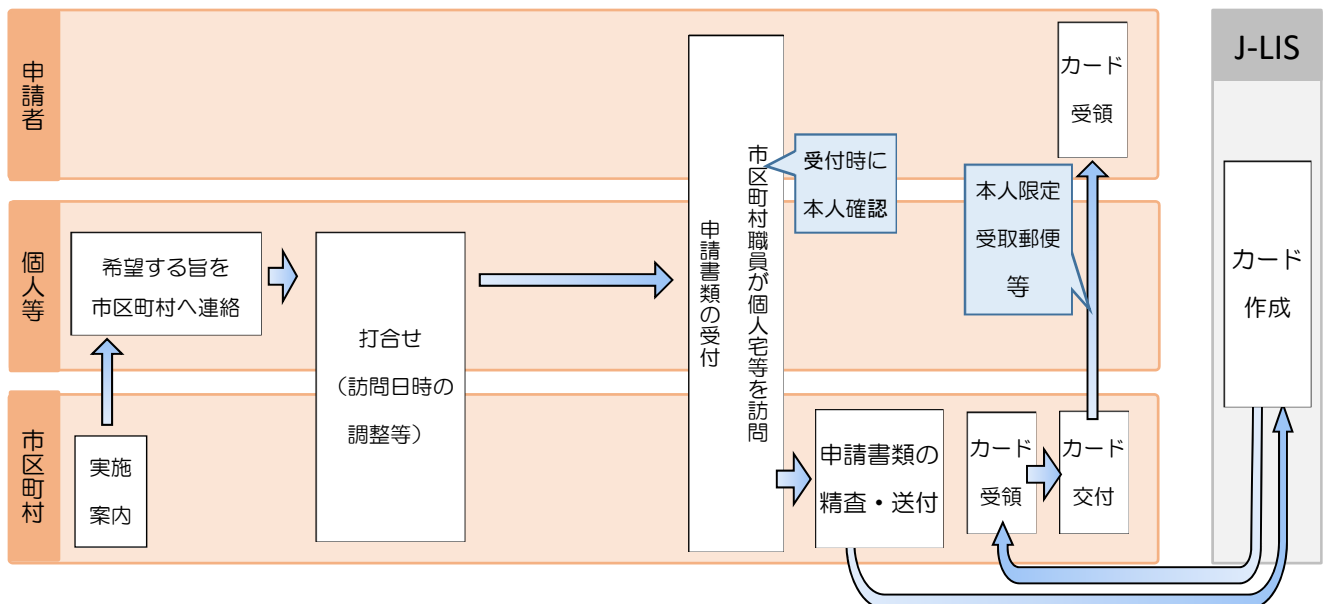 申請者
個人等
市区町村
実施
案内
希望する旨を
市区町村へ連絡
打合せ
（訪問日時の
調整等）
市区町村職員が個人宅等を訪問
申請書類の受付
受付時に
本人確認
申請書類の
精査・送付
カード
受領
カード
交付
本人限定
受取郵便
等
カード
受領
J-LIS
カード
作成